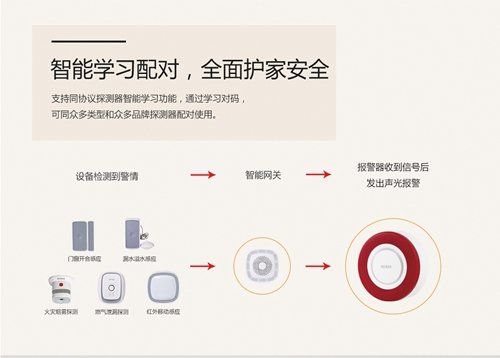 智能学习配对，全面护家安全
支持同协议探测器智能学习功能，通过学习对码，
可同众多类型和众多品牌探测器配对使用。
设备检测到警情
智能网关
报警器收到信号后
发出声光报警
门窗开合感应
漏水溢水感应
火灾烟雾探测
燃气泄漏探测
红外移动感应